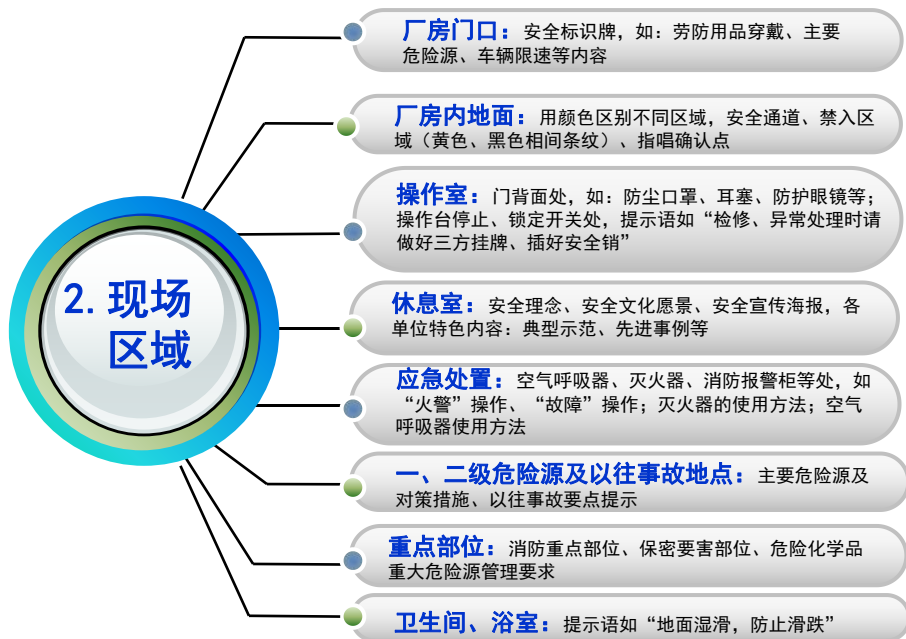 2. 现场
区域
厂房门口：安全标识牌，如：劳防用品穿戴、主要
危险源、车辆限速等内容
厂房内地面：用颜色区别不同区域，安全通道、禁入区
域（黄色、黑色相间条纹）、指唱确认点
操作室：门背面处，如：防尘口罩、耳塞、防护眼镜等；
操作台停止、锁定开关处，提示语如“检修、异常处理时请
做好三方挂牌、插好安全销”
休息室：安全理念、安全文化愿景、安全宣传海报，各
单位特色内容：典型示范、先进事例等
应急处置：空气呼吸器、灭火器、消防报警柜等处，如
“火警”操作、“故障”操作；灭火器的使用方法；空气
呼吸器使用方法
一、二级危险源及以往事故地点：主要危险源及
对策措施、以往事故要点提示
重点部位：消防重点部位、保密要害部位、危险化学品
重大危险源管理要求
卫生间、浴室：提示语如“地面湿滑，防止滑跌”